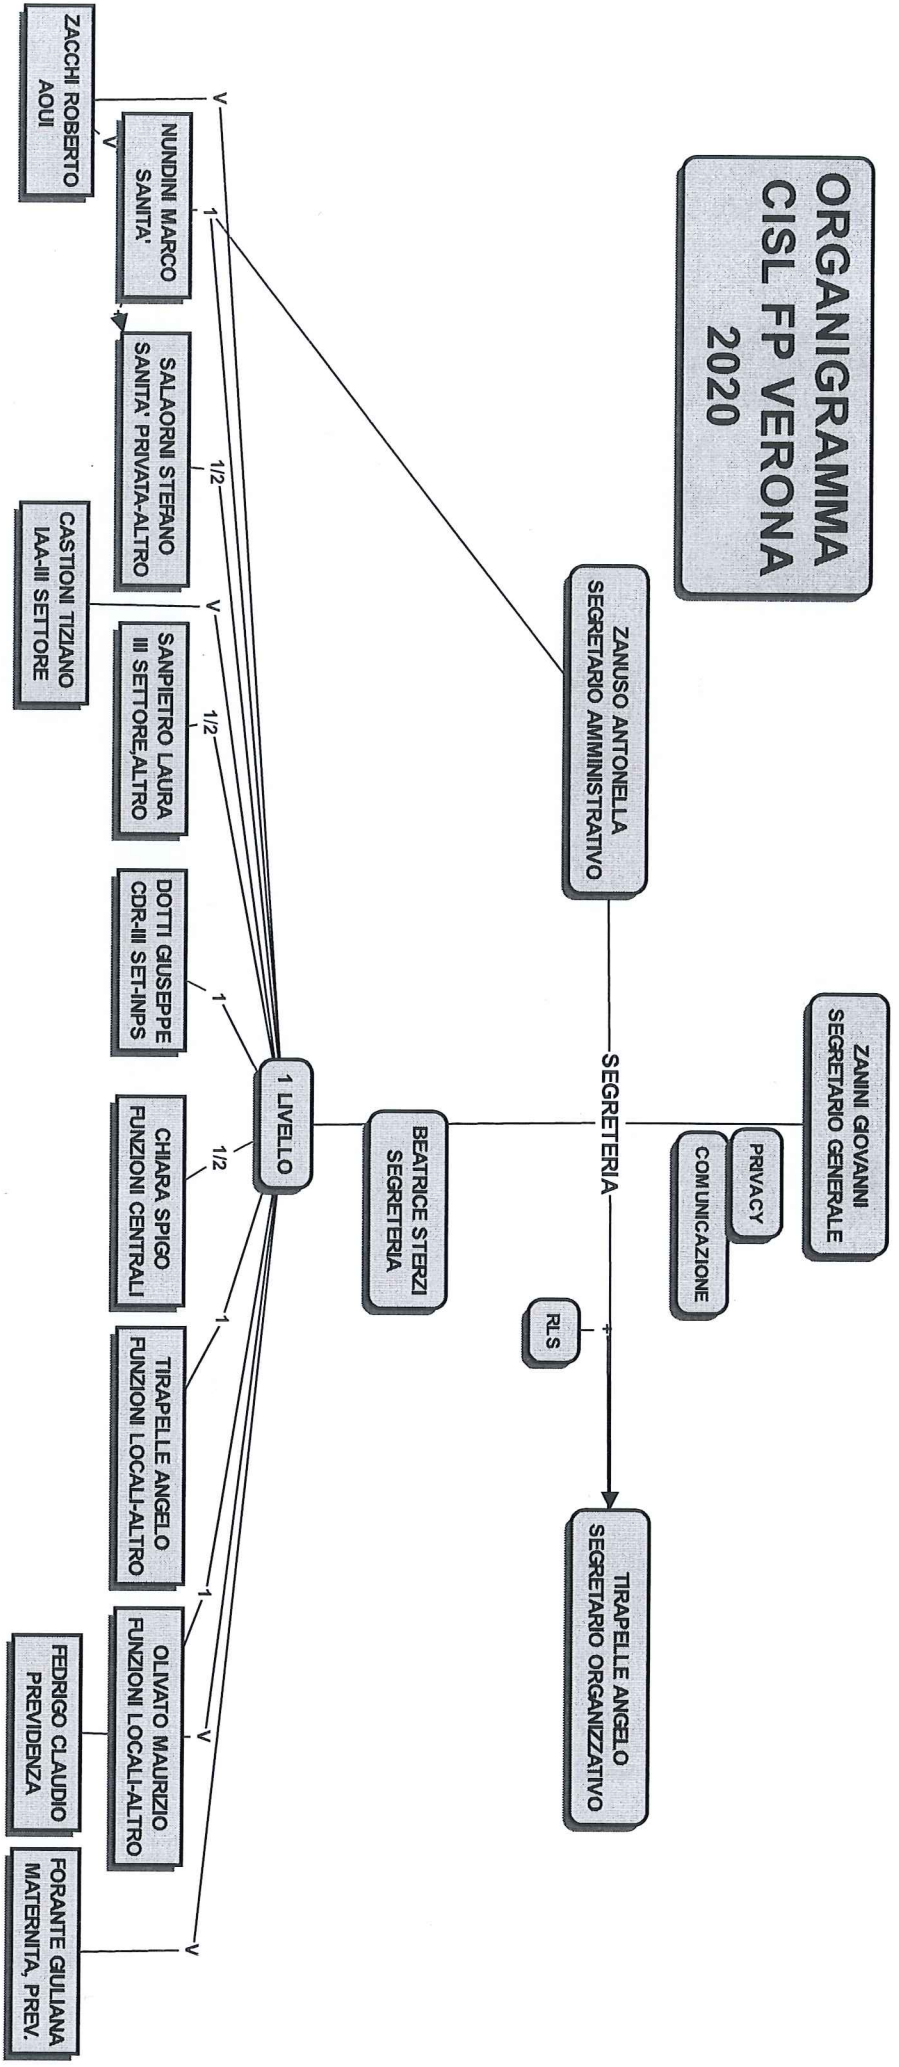 ORGANIGRAMMA
CISL FP VERONA
2020
ZANINI GIOVANNI
SEGRETARIO GENERALE
PRIVACY
COMUNICAZIONE
ZANUSO ANTONELLA
SEGRETARIO AMMINISTRATIVO
SEGRETERIA
+
RLS
TIRAPELLE ANGELO
SEGRETARIO ORGANIZZATIVO
BEATRICE STERZI
SEGRETERIA
1 LIVELLO
V
1
1/2
V
1/2
1
1/2
1
1
V
V
V
NUNDINI MARCO
SANITA'
SALAORNI STEFANO
SANITA' PRIVATA-ALTRO
SANPIETRO LAURA
III SETTORE,ALTRO
DOTTI GIUSEPPE
CDR-III SET-INPS
CHIARA SPIGO
FUNZIONI CENTRALI
TIRAPELLE ANGELO
FUNZIONI LOCALI-ALTRO
OLIVATO MAURIZIO
FUNZIONI LOCALI-ALTRO
ZACCHI ROBERTO
AOUI
CASTIONI TIZIANO
IAA-III SETTORE
FEDRIGO CLAUDIO
PREVIDENZA
FORANTE GIULIANA
MATERNITA, PREV.